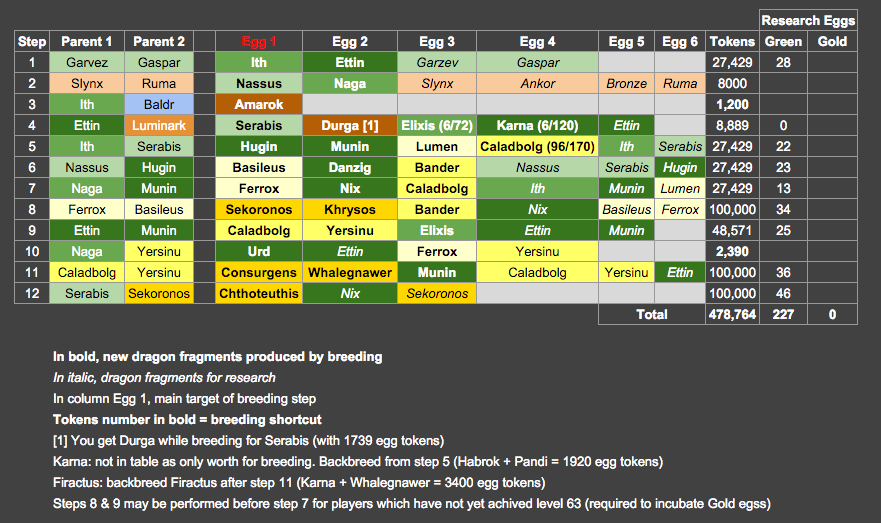 Research Eggs
Step Parent 1 Parent 2 Egg 1 Egg 2 Egg 3 Egg 4 Egg 5 Egg 6 Tokens Green Gold
1 Garvez Gaspar Ith Ettin Garzev Gaspar 27,429 28
2 Slynx Ruma Nassus Naga Slynx Ankor Bronze Ruma 8000
3 Ith Baldr Amarok 1,200
4 Ettin Luminark Serabis Durga [1] Elixis (6/72) Karna (6/120) Ettin 8,889 0
5 Ith Serabis Hugin Munin Lumen Caladbolg (96/170) Ith Serabis 27,429 22
6 Nassus Hugin Basileus Danzig Bander Nassus Serabis Hugin 27,429 23
7 Naga Munin Ferrox Nix Caladbolg Ith Munin Lumen 27,429 13
8 Ferrox Basileus Sekoronos Khrysos Bander Nix Basileus Ferrox 100,000 34
9 Ettin Munin Caladbolg Yersinu Elixis Ettin Munin 48,571 25
10 Naga Yersinu Urd Ettin Ferrox Yersinu 2,390
11 Caladbolg Yersinu Consurgens Whalegnawer Munin Caladbolg Yersinu Ettin 100,000 36
12 Serabis Sekoronos Chthoteuthis Nix Sekoronos 100,000 46
Total 478,764 227 0
In bold, new dragon fragments produced by breeding
In italic, dragon fragments for research
In column Egg 1, main target of breeding step
Tokens number in bold = breeding shortcut
[1] You get Durga while breeding for Serabis (with 1739 egg tokens)
Karna: not in table as only worth for breeding. Backbreed from step 5 (Habrok + Pandi = 1920 egg tokens)
Firactus: backbreed Firactus after step 11 (Karna + Whalegnawer = 3400 egg tokens)
Steps 8 & 9 may be performed before step 7 for players which have not yet achived level 63 (required to incubate Gold egss)